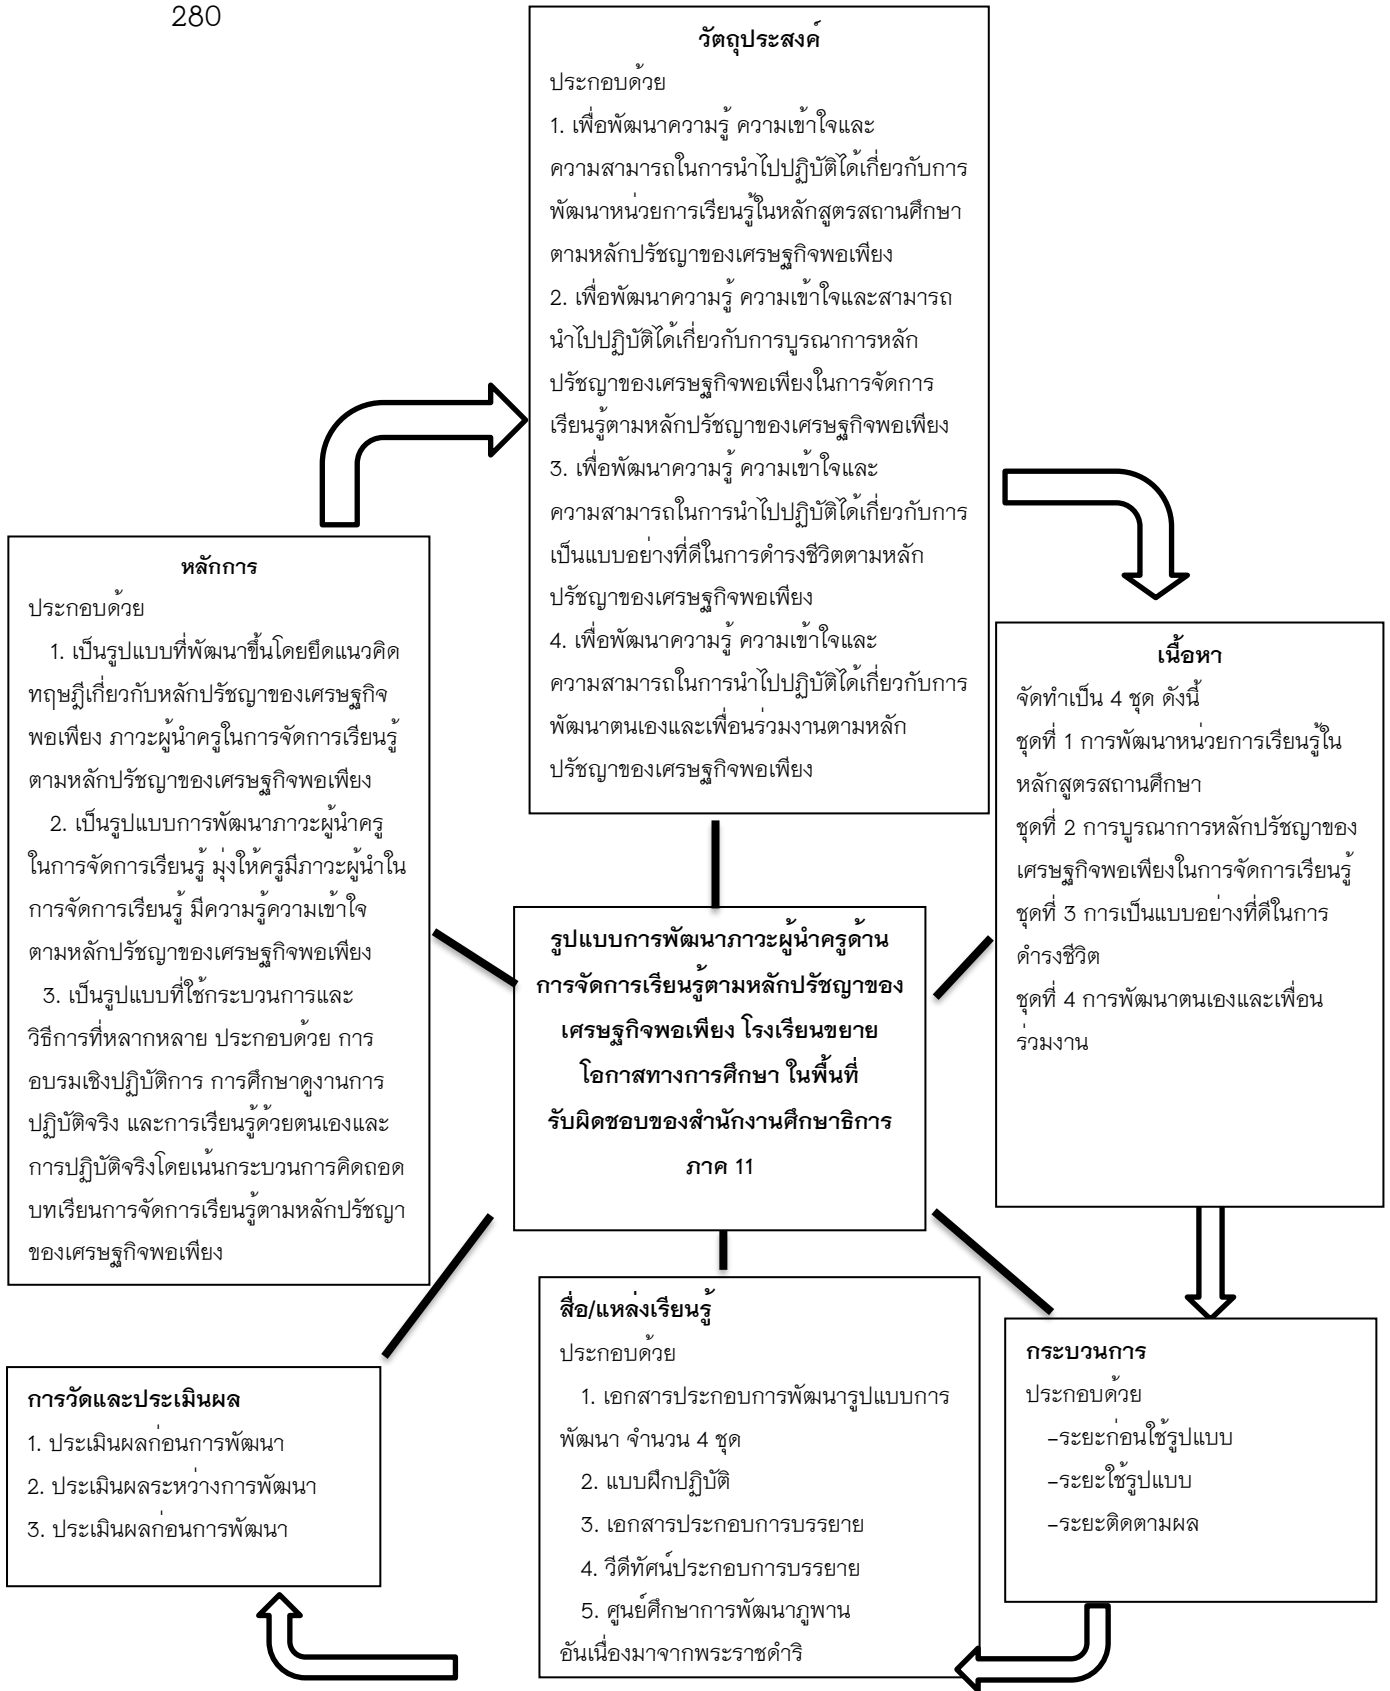 280
วัตถุประสงค์
ประกอบด้วย
1. เพื่อพัฒนาความรู้ ความเข้าใจและ
ความสามารถในการนำไปปฏิบัติได้เกี่ยวกับการ
พัฒนาหน่วยการเรียนรู้ในหลักสูตรสถานศึกษา
ตามหลักปรัชญาของเศรษฐกิจพอเพียง
2. เพื่อพัฒนาความรู้ ความเข้าใจและสามารถ
นำไปปฏิบัติได้เกี่ยวกับการบูรณาการหลัก
ปรัชญาของเศรษฐกิจพอเพียงในการจัดการ
เรียนรู้ตามหลักปรัชญาของเศรษฐกิจพอเพียง
3. เพื่อพัฒนาความรู้ ความเข้าใจและ
ความสามารถในการนำไปปฏิบัติได้เกี่ยวกับการ
เป็นแบบอย่างที่ดีในการดำรงชีวิตตามหลัก
ปรัชญาของเศรษฐกิจพอเพียง
4. เพื่อพัฒนาความรู้ ความเข้าใจและ
ความสามารถในการนำไปปฏิบัติได้เกี่ยวกับการ
พัฒนาตนเองและเพื่อนร่วมงานตามหลัก
ปรัชญาของเศรษฐกิจพอเพียง
หลักการ
ประกอบด้วย
1. เป็นรูปแบบที่พัฒนาขึ้นโดยยึดแนวคิด
ทฤษฎีเกี่ยวกับหลักปรัชญาของเศรษฐกิจ
พอเพียง ภาวะผู้นำครูในการจัดการเรียนรู้
ตามหลักปรัชญาของเศรษฐกิจพอเพียง
2. เป็นรูปแบบการพัฒนาภาวะผู้นำครู
ในการจัดการเรียนรู้ มุ่งให้ครูมีภาวะผู้นำใน
การจัดการเรียนรู้ มีความรู้ความเข้าใจ
ตามหลักปรัชญาของเศรษฐกิจพอเพียง
3. เป็นรูปแบบที่ใช้กระบวนการและ
วิธีการที่หลากหลาย ประกอบด้วย การ
อบรมเชิงปฏิบัติการ การศึกษาดูงานการ
ปฏิบัติจริง และการเรียนรู้ด้วยตนเองและ
การปฏิบัติจริงโดยเน้นกระบวนการคิดถอด
บทเรียนการจัดการเรียนรู้ตามหลักปรัชญา
ของเศรษฐกิจพอเพียง
เนื้อหา
จัดทำเป็น 4 ชุด ดังนี้
ชุดที่ 1 การพัฒนาหน่วยการเรียนรู้ใน
หลักสูตรสถานศึกษา
ชุดที่ 2 การบูรณาการหลักปรัชญาของ
เศรษฐกิจพอเพียงในการจัดการเรียนรู้
ชุดที่ 3 การเป็นแบบอย่างที่ดีในการ
ดำรงชีวิต
ชุดที่ 4 การพัฒนาตนเองและเพื่อน
ร่วมงาน
รูปแบบการพัฒนาภาวะผู้นำครูด้าน
การจัดการเรียนรู้ตามหลักปรัชญาของ
เศรษฐกิจพอเพียง โรงเรียนขยาย
โอกาสทางการศึกษา ในพื้นที่
รับผิดชอบของสำนักงานศึกษาธิการ
ภาค 11
สื่อ/แหล่งเรียนรู้
ประกอบด้วย
1. เอกสารประกอบการพัฒนารูปแบบการ
พัฒนา จำนวน 4 ชุด
2. แบบฝึกปฏิบัติ
3. เอกสารประกอบการบรรยาย
4. วีดีทัศน์ประกอบการบรรยาย
5. ศูนย์ศึกษาการพัฒนาภูพาน
อันเนื่องมาจากพระราชดำริ
กระบวนการ
ประกอบด้วย
-ระยะก่อนใช้รูปแบบ
-ระยะใช้รูปแบบ
-ระยะติดตามผล
การวัดและประเมินผล
1. ประเมินผลก่อนการพัฒนา
2. ประเมินผลระหว่างการพัฒนา
3. ประเมินผลก่อนการพัฒนา